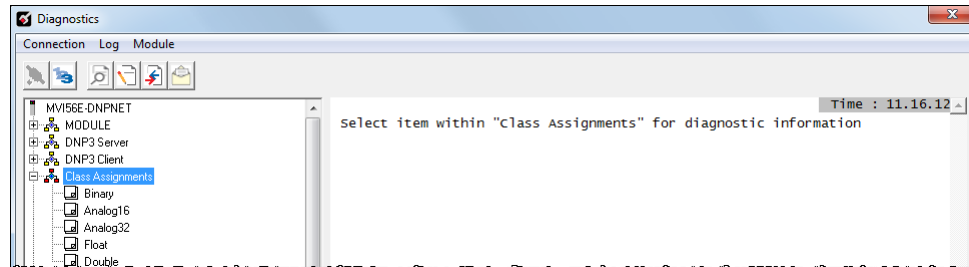 Diagnostics
Connection Log Module
MVI56E-DNPNET
MODULE
DNP3 Server
DNP3 Client
Class Assignments
Binary
Analog16
Analog32
Float
Double
Time : 11.16.12
Select item within "Class Assignments" for diagnostic information